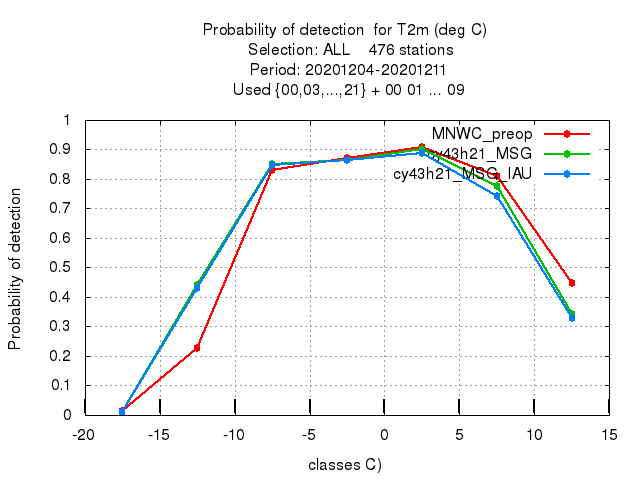 Probability of detection  for T2m (deg C)
Selection: ALL    476 stations
Period: 20201204-20201211
Used {00,03,...,21} + 00 01 ... 09
Probability of detection
1
0.9
0.8
0.7
0.6
0.5
0.4
0.3
0.2
0.1
0
MNWC_preop
cy43h21_MSG
cy43h21_MSG_IAU
-20 -15 -10 -5 0 5 10 15
classes C)